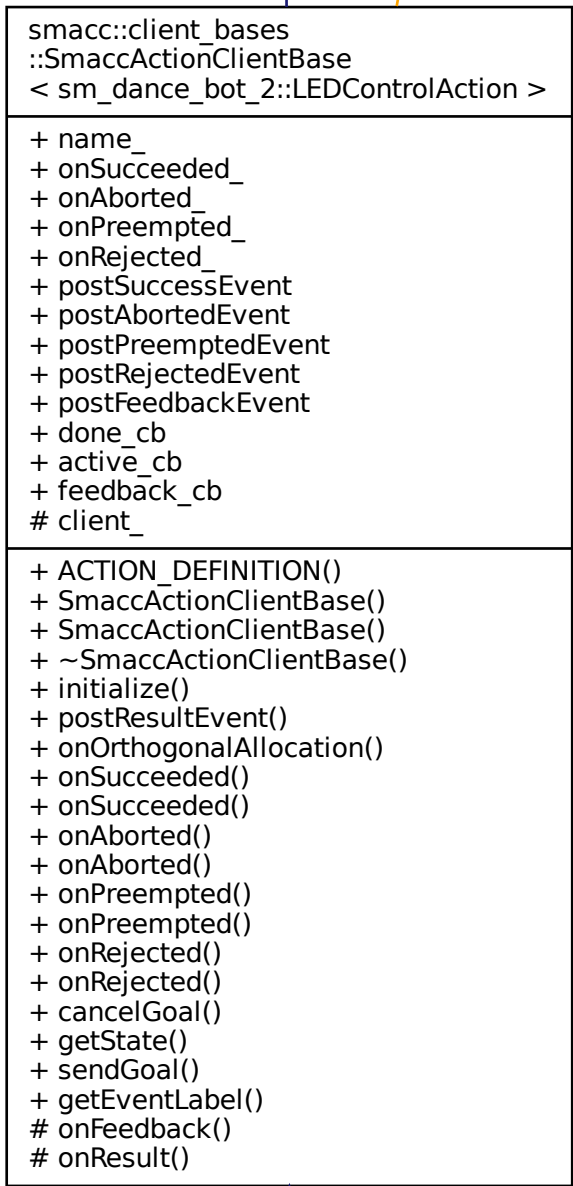 smacc::client_bases
::SmaccActionClientBase
< sm_dance_bot_2::LEDControlAction >
+ name_
+ onSucceeded_
+ onAborted_
+ onPreempted_
+ onRejected_
+ postSuccessEvent
+ postAbortedEvent
+ postPreemptedEvent
+ postRejectedEvent
+ postFeedbackEvent
+ done_cb
+ active_cb
+ feedback_cb
# client_
+ ACTION_DEFINITION()
+ SmaccActionClientBase()
+ SmaccActionClientBase()
+ ~SmaccActionClientBase()
+ initialize()
+ postResultEvent()
+ onOrthogonalAllocation()
+ onSucceeded()
+ onSucceeded()
+ onAborted()
+ onAborted()
+ onPreempted()
+ onPreempted()
+ onRejected()
+ onRejected()
+ cancelGoal()
+ getState()
+ sendGoal()
+ getEventLabel()
# onFeedback()
# onResult()